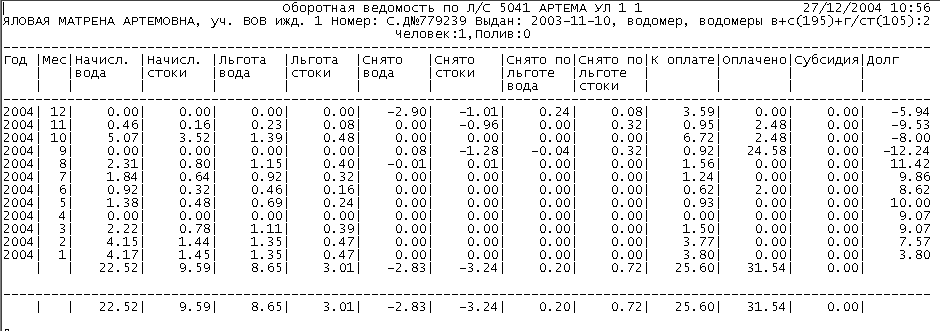 Оборотная ведомость по Л/С 5041 АРТЕМА УЛ 1 1 27/12/2004 10:56
ЯЛОВАЯ МАТРЕНА АРТЕМОВНА, уч. ВОВ ижд. 1 Номер: С.Д№779239 Выдан: 2003-11-10, водомер, водомеры в+с(195)+г/ст(105):2
Человек:1,Полив:0
Год | Мес|Начисл. |Начисл. |Льгота |Льгота |Снято |Снято |Снято по |Снято по |К оплате|Оплачено|Субсидия|Долг
| |вода |стоки |вода |стоки |вода |стоки |льготе |льготе | | | |
| | | | | | | |вода |стоки | | | |
2004| 12| 0.00| 0.00| 0.00| 0.00| -2.90| -1.01| 0.24| 0.08| 3.59| 0.00| 0.00| -5.94
2004| 11| 0.46| 0.16| 0.23| 0.08| 0.00| -0.96| 0.00| 0.32| 0.95| 2.48| 0.00| -9.53
2004| 10| 5.07| 3.52| 1.39| 0.48| 0.00| 0.00| 0.00| 0.00| 6.72| 2.48| 0.00| -8.00
2004| 9| 0.00| 0.00| 0.00| 0.00| 0.08| -1.28| -0.04| 0.32| 0.92| 24.58| 0.00| -12.24
2004| 8| 2.31| 0.80| 1.15| 0.40| -0.01| 0.01| 0.00| 0.00| 1.56| 0.00| 0.00| 11.42
2004| 7| 1.84| 0.64| 0.92| 0.32| 0.00| 0.00| 0.00| 0.00| 1.24| 0.00| 0.00| 9.86
2004| 6| 0.92| 0.32| 0.46| 0.16| 0.00| 0.00| 0.00| 0.00| 0.62| 2.00| 0.00| 8.62
2004| 5| 1.38| 0.48| 0.69| 0.24| 0.00| 0.00| 0.00| 0.00| 0.93| 0.00| 0.00| 10.00
2004| 4| 0.00| 0.00| 0.00| 0.00| 0.00| 0.00| 0.00| 0.00| 0.00| 0.00| 0.00| 9.07
2004| 3| 2.22| 0.78| 1.11| 0.39| 0.00| 0.00| 0.00| 0.00| 1.50| 0.00| 0.00| 9.07
2004| 2| 4.15| 1.44| 1.35| 0.47| 0.00| 0.00| 0.00| 0.00| 3.77| 0.00| 0.00| 7.57
2004| 1| 4.17| 1.45| 1.35| 0.47| 0.00| 0.00| 0.00| 0.00| 3.80| 0.00| 0.00| 3.80
| | 22.52| 9.59| 8.65| 3.01| -2.83| -3.24| 0.20| 0.72| 25.60| 31.54| 0.00|
| | 22.52| 9.59| 8.65| 3.01| -2.83| -3.24| 0.20| 0.72| 25.60| 31.54| 0.00|